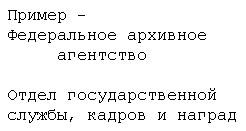 Пример -
Федеральное архивное
агентство
Отдел государственной
службы, кадров и наград